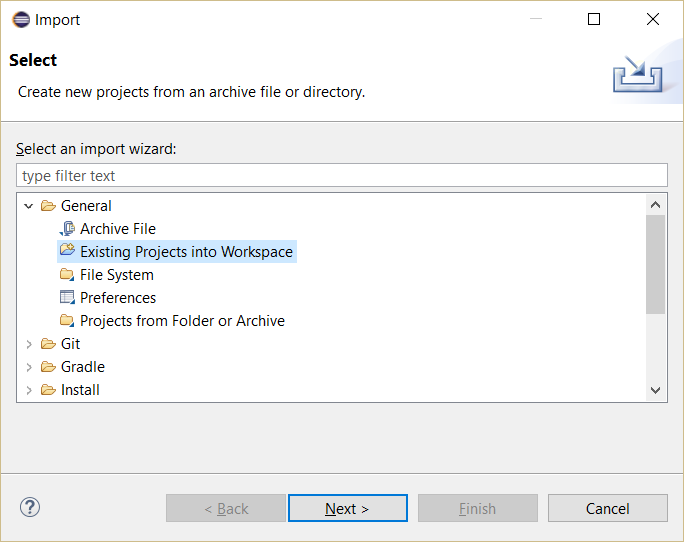 Import
Select
Create new projects from an archive file or directory.
Select an import wizard:
type filter text
General
Archive File
Existing Projects into Workspace
File System
Preferences
Projects from Folder or Archive
Git
Gradle
Install
?
< Back
Next >
Finish
Cancel